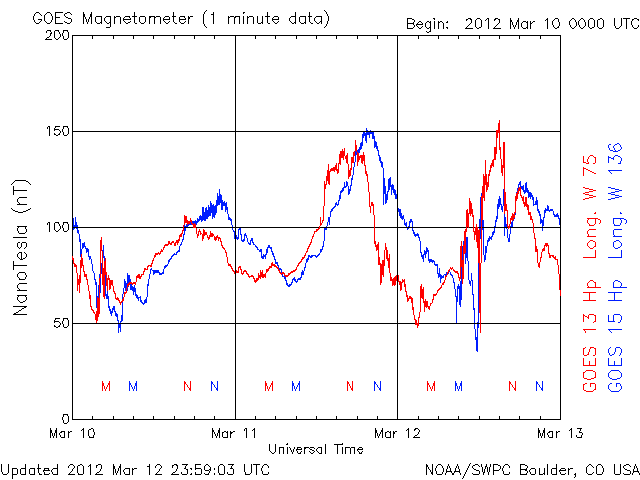 GOES Magnetometer (1 minute data)
Begin: 2012 Mar 10 0000 UTC
200
150
100
50
0
NanoTesla (nT)
M M N N M M N N M M N N
Mar 10 Mar 11 Mar 12 Mar 13
Universal Time
GOES 13 Hp Long. W 75
GOES 15 Hp Long. W 136
Updated 2012 Mar 12 23:59:03 UTC
NOAA/SWPC Boulder, CO USA